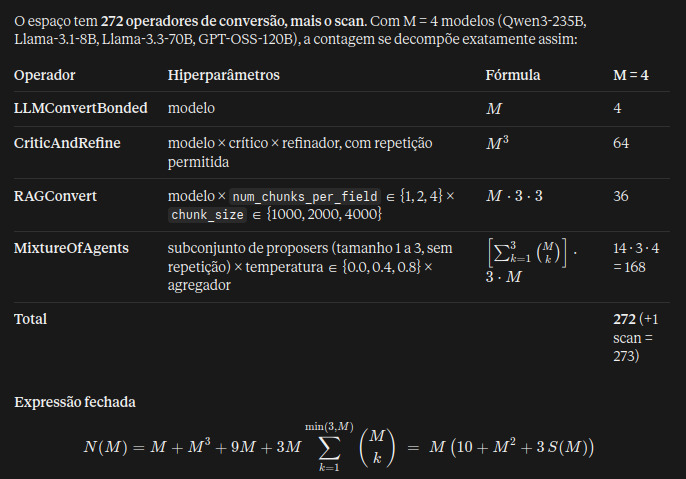 O espaço tem 272 operadores de conversão, mais o scan. Com M = 4 modelos (Qwen3-235B,
Llama-3.1-8B, Llama-3.3-70B, GPT-OSS-120B), a contagem se decompõe exatamente assim:
Operador Hiperparâmetros Fórmula M = 4
LLMConvertBonded modelo M 4
CriticAndRefine modelo × crítico × refinador, com repetição M³ 64
permitida
RAGConvert modelo × num_chunks_per_field ∈ {1, 2, 4} × M · 3 · 3 36
chunk_size ∈ {1000, 2000, 4000}
MixtureOfAgents subconjunto de proposers (tamanho 1 a 3, sem [∑_{k=1}^{3} \binom{M}{k}] · 14 · 3 · 4
repetição) × temperatura ∈ {0.0, 0.4, 0.8} × 3 · M = 168
agregador
Total 272 (+1
scan =
273)
Expressão fechada
N(M) = M + M³ + 9M + 3M ∑_{k=1}^{min(3,M)} \binom{M}{k} = M (10 + M² + 3 S(M))